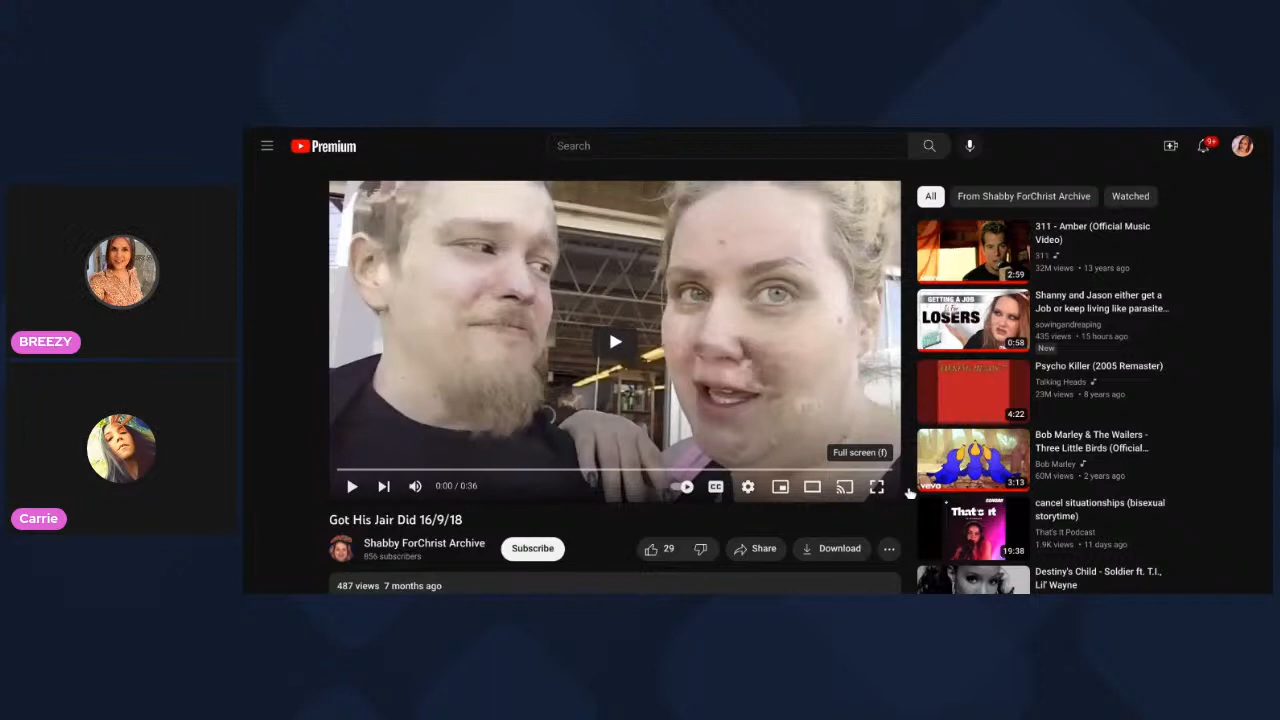 Premium
Search
9+
BREEZY
Carrie
Full screen (f)
0:00 / 0:36
CC
Got His Jair Did 16/9/18
Shabby ForChrist Archive
856 subscribers
Subscribe
29
Share
Download
487 views 7 months ago
All
From Shabby ForChrist Archive
Watched
2:59
311 - Amber (Official Music
Video)
311
32M views • 13 years ago
GETTING A JOB
LOSERS
0:58
Shanny and Jason either get a
Job or keep living like parasite...
sowingandreaping
435 views • 15 hours ago
New
TALKING HEADS
4:22
Psycho Killer (2005 Remaster)
Talking Heads
23M views • 8 years ago
vevo
3:13
Bob Marley & The Wailers -
Three Little Birds (Official...
Bob Marley
60M views • 2 years ago
That's It
19:38
cancel situationships (bisexual
storytime)
That's It Podcast
1.9K views • 11 days ago
Destiny's Child - Soldier ft. T.I.,
Lil' Wayne